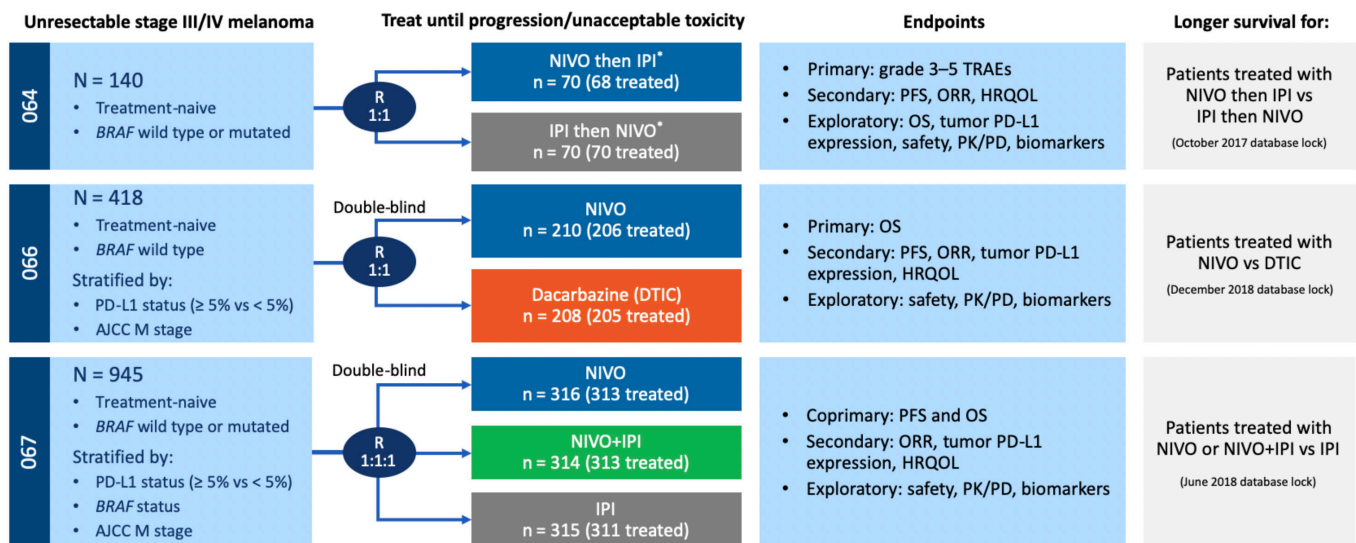 Unresectable stage III/IV melanoma
Treat until progression/unacceptable toxicity
Endpoints
Longer survival for:
064
N = 140
• Treatment-naive
• BRAF wild type or mutated
R
1:1
NIVO then IPI*
n = 70 (68 treated)
IPI then NIVO*
n = 70 (70 treated)
• Primary: grade 3–5 TRAEs
• Secondary: PFS, ORR, HRQOL
• Exploratory: OS, tumor PD-L1
expression, safety, PK/PD, biomarkers
Patients treated with
NIVO then IPI vs
IPI then NIVO
(October 2017 database lock)
066
N = 418
• Treatment-naive
• BRAF wild type
Stratified by:
• PD-L1 status (≥ 5% vs < 5%)
• AJCC M stage
Double-blind
R
1:1
NIVO
n = 210 (206 treated)
Dacarbazine (DTIC)
n = 208 (205 treated)
• Primary: OS
• Secondary: PFS, ORR, tumor PD-L1
expression, HRQOL
• Exploratory: safety, PK/PD, biomarkers
Patients treated with
NIVO vs DTIC
(December 2018 database lock)
067
N = 945
• Treatment-naive
• BRAF wild type or mutated
Stratified by:
• PD-L1 status (≥ 5% vs < 5%)
• BRAF status
• AJCC M stage
Double-blind
R
1:1:1
NIVO
n = 316 (313 treated)
NIVO+IPI
n = 314 (313 treated)
IPI
n = 315 (311 treated)
• Coprimary: PFS and OS
• Secondary: ORR, tumor PD-L1
expression, HRQOL
• Exploratory: safety, PK/PD, biomarkers
Patients treated with
NIVO or NIVO+IPI vs IPI
(June 2018 database lock)